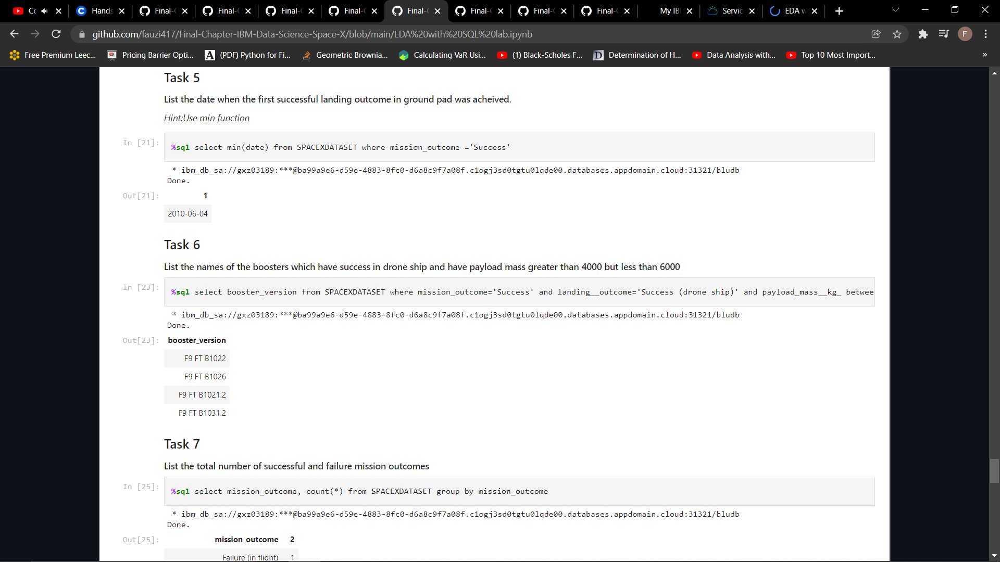 Cc
Hands
Final-C
Final-C
Final-C
Final-C
Final-C
Final-C
Final-C
Final-C
My IB
Servic
EDA w
github.com/fauzi417/Final-Chapter-IBM-Data-Science-Space-X/blob/main/EDA%20with%20SQL%20lab.ipynb
F
Free Premium Leec...
Pricing Barrier Opti...
(PDF) Python for Fi...
Geometric Brownia...
Calculating VaR Usi...
(1) Black-Scholes F...
Determination of H...
Data Analysis with...
Top 10 Most Import...
»
Task 5
List the date when the first successful landing outcome in ground pad was acheived.
Hint:Use min function
In [21]:
%sql select min(date) from SPACEXDATASET where mission_outcome ='Success'
* ibm_db_sa://gxz03189:***@ba99a9e6-d59e-4883-8fc0-d6a8c9f7a08f.c1ogj3sd0tgtu0lqde00.databases.appdomain.cloud:31321/bludb
Done.
Out[21]:
1
2010-06-04
Task 6
List the names of the boosters which have success in drone ship and have payload mass greater than 4000 but less than 6000
In [23]:
%sql select booster_version from SPACEXDATASET where mission_outcome='Success' and landing__outcome='Success (drone ship)' and payload_mass__kg_ betwee
* ibm_db_sa://gxz03189:***@ba99a9e6-d59e-4883-8fc0-d6a8c9f7a08f.c1ogj3sd0tgtu0lqde00.databases.appdomain.cloud:31321/bludb
Done.
Out[23]:
booster_version
F9 FT B1022
F9 FT B1026
F9 FT B1021.2
F9 FT B1031.2
Task 7
List the total number of successful and failure mission outcomes
In [25]:
%sql select mission_outcome, count(*) from SPACEXDATASET group by mission_outcome
* ibm_db_sa://gxz03189:***@ba99a9e6-d59e-4883-8fc0-d6a8c9f7a08f.c1ogj3sd0tgtu0lqde00.databases.appdomain.cloud:31321/bludb
Done.
Out[25]:
mission_outcome 2
Failure (in flight) 1